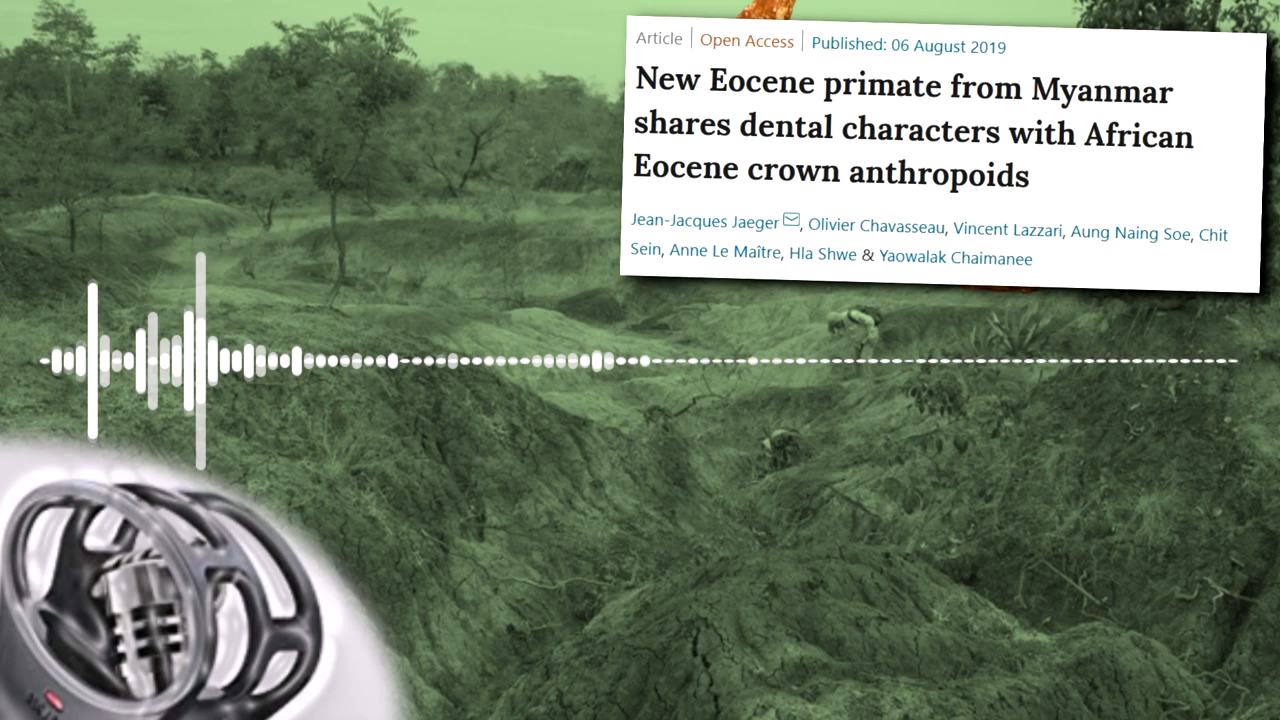 Article | Open Access | Published: 06 August 2019
New Eocene primate from Myanmar
shares dental characters with African
Eocene crown anthropoids
Jean-Jacques Jaeger, Olivier Chavasseau, Vincent Lazzari, Aung Naing Soe, Chit
Sein, Anne Le Maître, Hla Shwe & Yaowalak Chaimanee